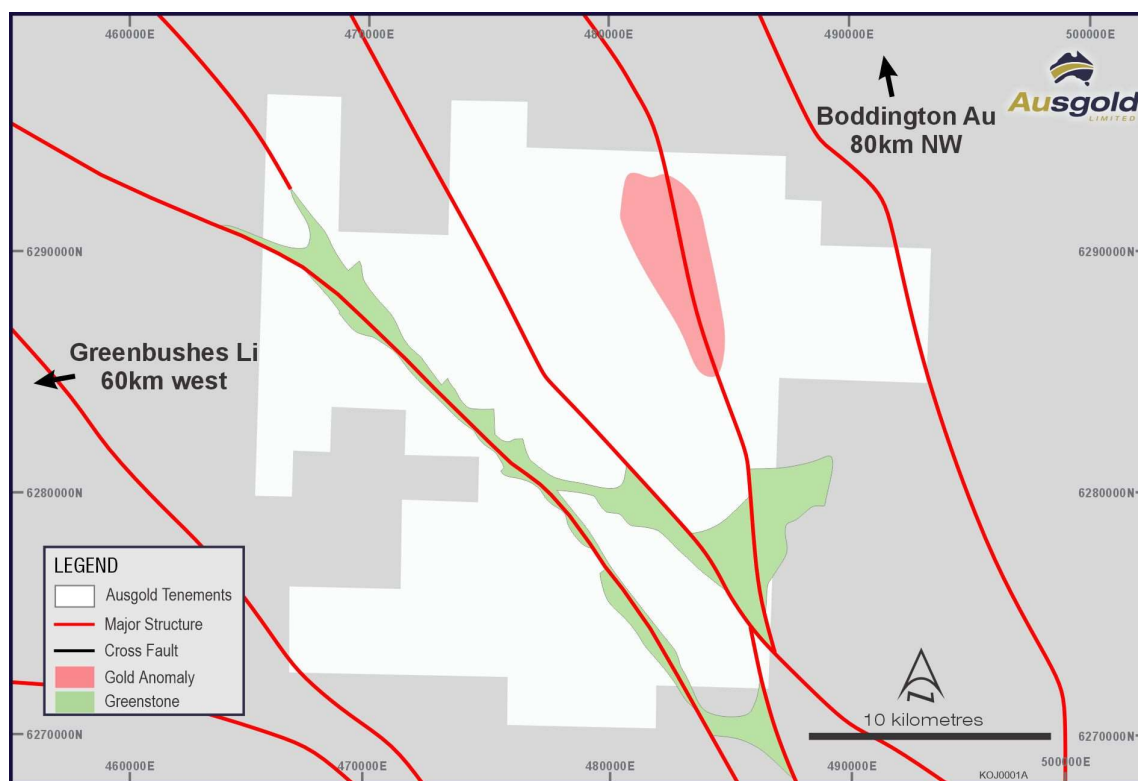 460000E
470000E
480000E
490000E
500000E
Ausgold
LIMITED
Boddington Au
80km NW
6290000N
6290000N
Greenbushes Li
60km west
6280000N
6280000N
LEGEND
Ausgold Tenements
Major Structure
Cross Fault
Gold Anomaly
Greenstone
N
10 kilometres
6270000N
6270000N
460000E
470000E
480000E
490000E
500000E
KOJ0001A